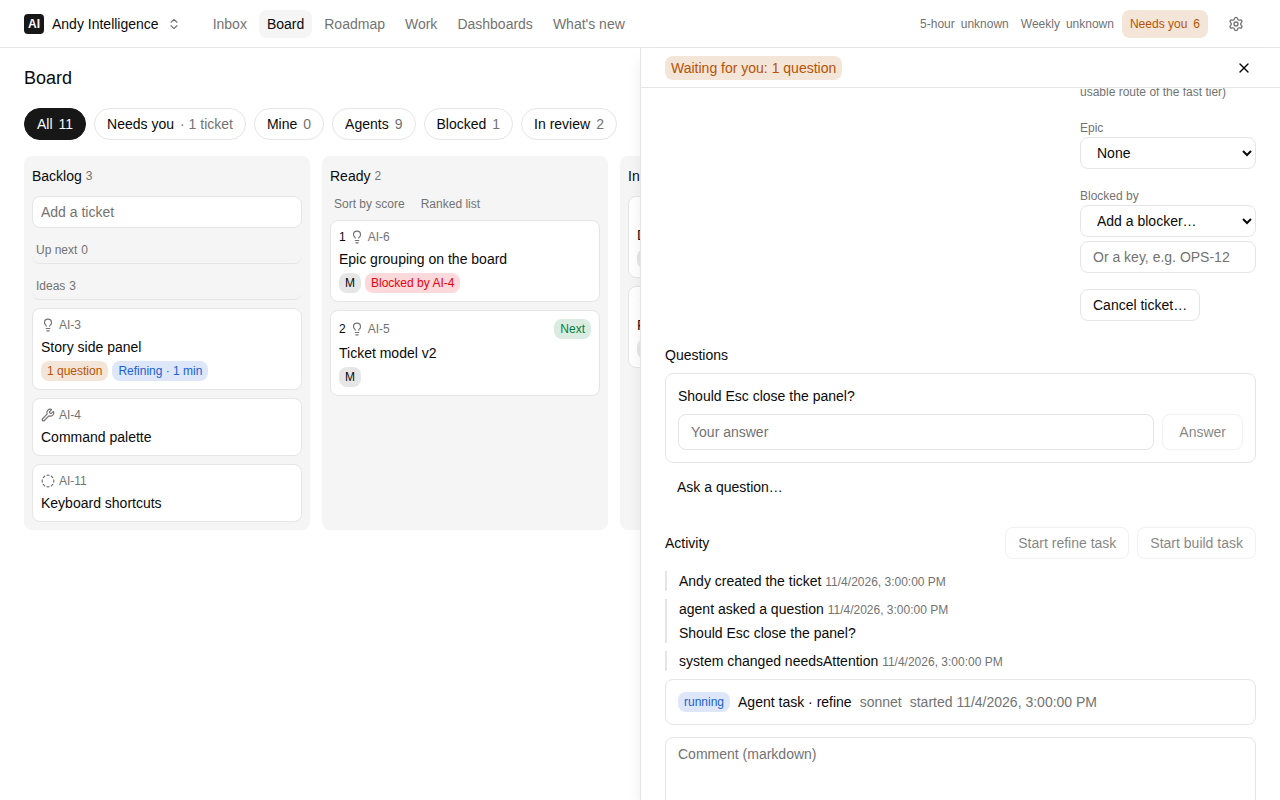 AI Andy Intelligence Inbox Board Roadmap Work Dashboards What's new 5-hour unknown Weekly unknown Needs you 6
Board
All 11 Needs you · 1 ticket Mine 0 Agents 9 Blocked 1 In review 2
Backlog 3
Add a ticket
Up next 0
Ideas 3
AI-3
Story side panel
1 question Refining · 1 min
AI-4
Command palette
AI-11
Keyboard shortcuts
Ready 2
Sort by score Ranked list
1 AI-6
Epic grouping on the board
M Blocked by AI-4
2 AI-5 Next
Ticket model v2
M
In
Waiting for you: 1 question
usable route of the fast tier)
Epic
None
Blocked by
Add a blocker…
Or a key, e.g. OPS-12
Cancel ticket…
Questions
Should Esc close the panel?
Your answer Answer
Ask a question…
Activity Start refine task Start build task
Andy created the ticket 11/4/2026, 3:00:00 PM
agent asked a question 11/4/2026, 3:00:00 PM
Should Esc close the panel?
system changed needsAttention 11/4/2026, 3:00:00 PM
running Agent task · refine sonnet started 11/4/2026, 3:00:00 PM
Comment (markdown)